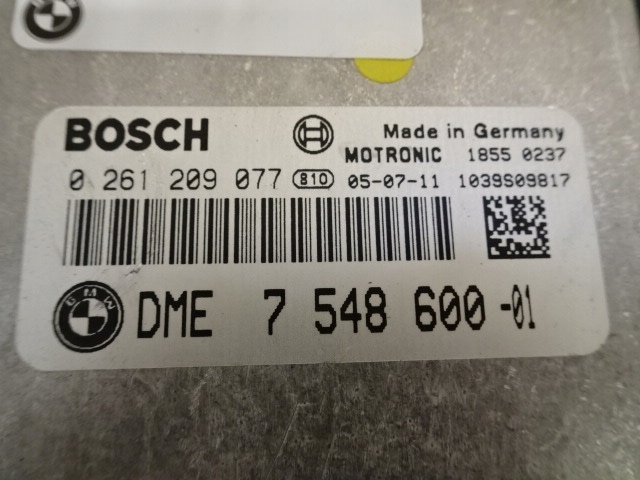 BOSCH
Made in Germany
MOTRONIC 1855 0237
0 261 209 077 810 05-07-11 1039S09817
BMW DME 7 548 600-01